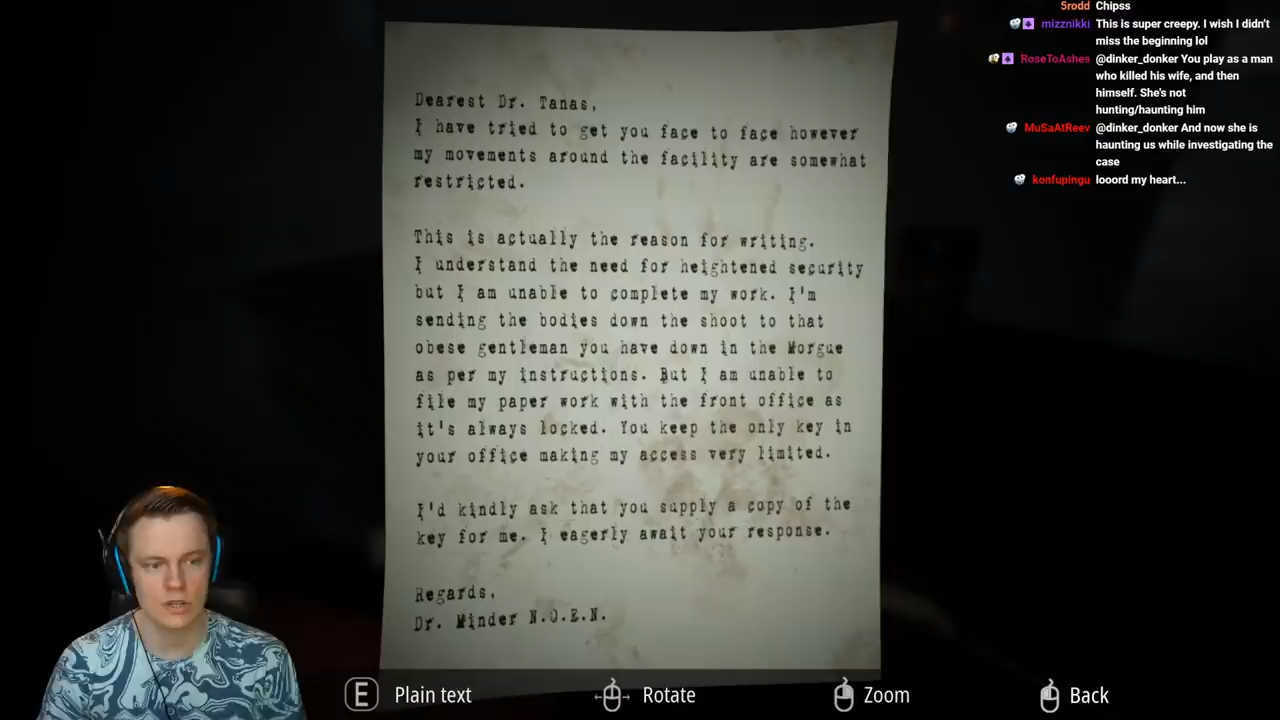 Dearest Dr. Tanas,
I have tried to get you face to face however
my movements around the facility are somewhat
restricted.
This is actually the reason for writing.
I understand the need for heightened security
but I am unable to complete my work. I'm
sending the bodies down the shoot to that
obese gentleman you have down in the Morgue
as per my instructions. But I am unable to
file my paper work with the front office as
it's always locked. You keep the only key in
your office making my access very limited.
I'd kindly ask that you supply a copy of the
key for me. I eagerly await your response.
Regards,
Dr. Minder N.O.E.N.
5rodd Chipss
mizznikki This is super creepy. I wish I didn't
miss the beginning lol
RoseToAshes @dinker_donker You play as a man
who killed his wife, and then
himself. She's not
hunting/haunting him
MuSaAtReev @dinker_donker And now she is
haunting us while investigating the
case
konfupingu looord my heart...
E Plain text Rotate Zoom Back